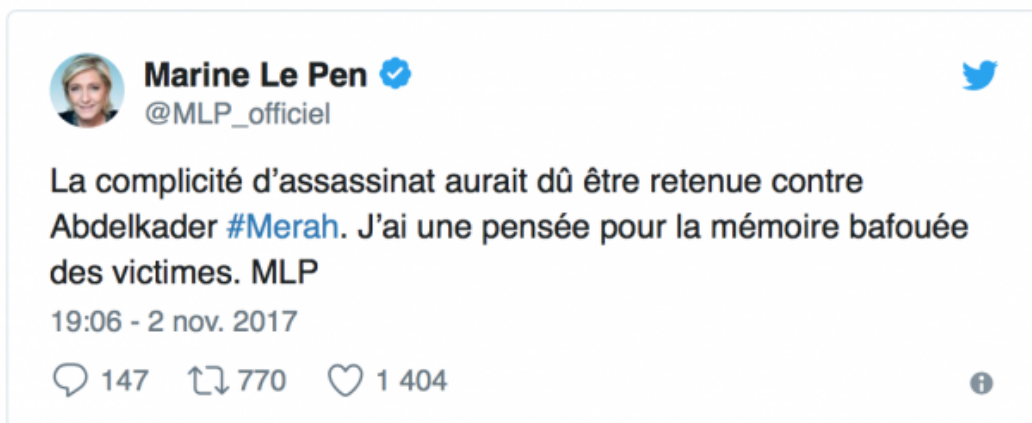 Marine Le Pen
@MLP_officiel
La complicité d’assassinat aurait dû être retenue contre
Abdelkader #Merah. J’ai une pensée pour la mémoire bafouée
des victimes. MLP
19:06 - 2 nov. 2017
147 770 1 404